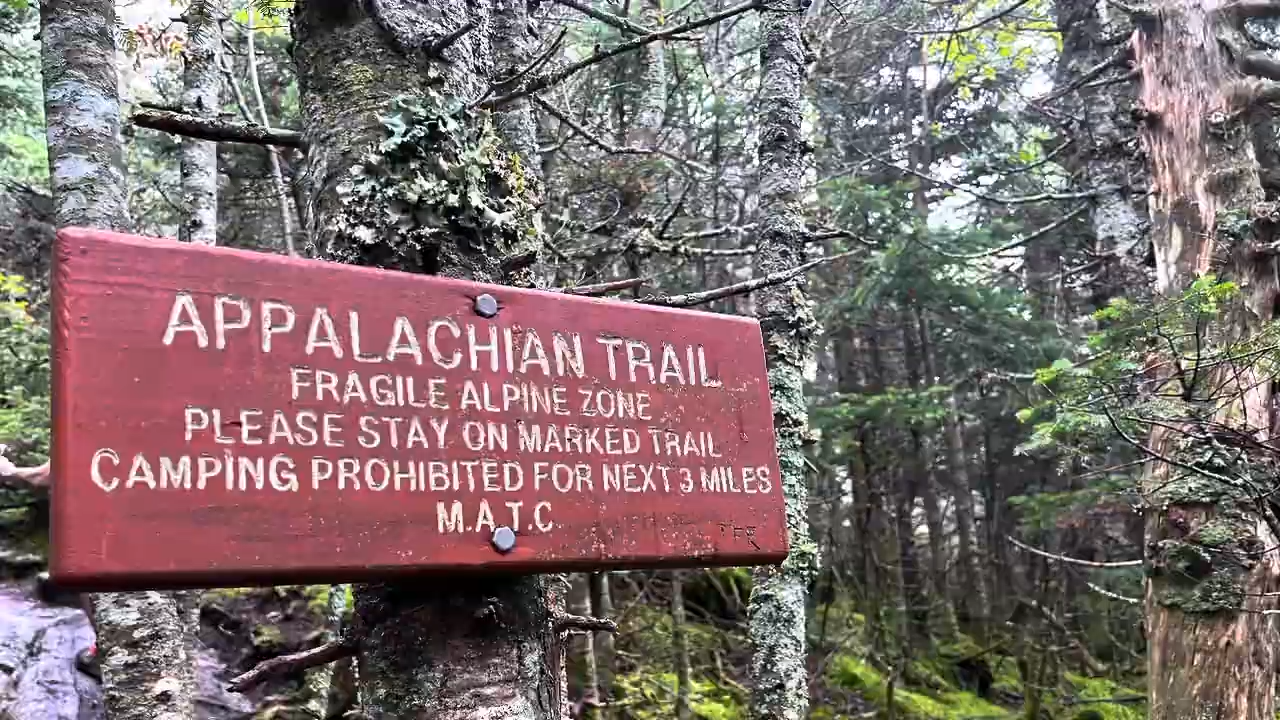 APPALACHIAN TRAIL
FRAGILE ALPINE ZONE
PLEASE STAY ON MARKED TRAIL
CAMPING PROHIBITED FOR NEXT 3 MILES
M.A.T.C.